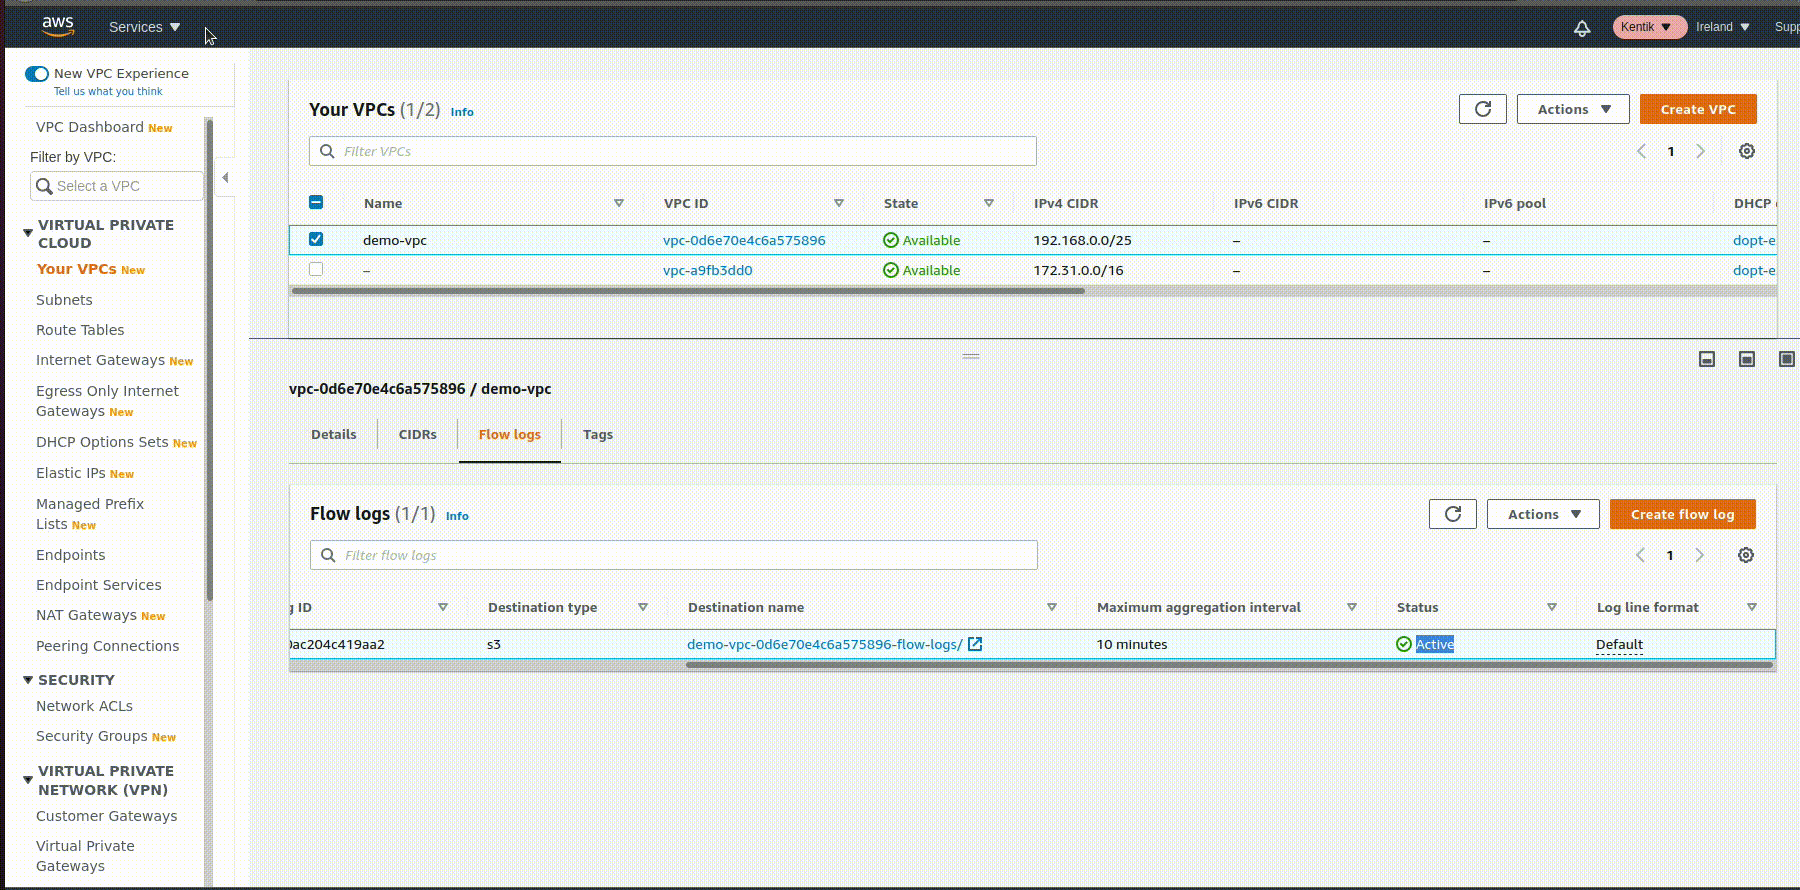 aws Services Kentik Ireland Supp
New VPC Experience
Tell us what you think
VPC Dashboard New
Filter by VPC:
Select a VPC
VIRTUAL PRIVATE
CLOUD
Your VPCs New
Subnets
Route Tables
Internet Gateways New
Egress Only Internet
Gateways New
DHCP Options Sets New
Elastic IPs New
Managed Prefix
Lists New
Endpoints
Endpoint Services
NAT Gateways New
Peering Connections
SECURITY
Network ACLs
Security Groups New
VIRTUAL PRIVATE
NETWORK (VPN)
Customer Gateways
Virtual Private
Gateways
Your VPCs (1/2) Info Actions Create VPC
Filter VPCs 1
Name VPC ID State IPv4 CIDR IPv6 CIDR IPv6 pool DHCP
demo-vpc vpc-0d6e70e4c6a575896 Available 192.168.0.0/25 – – dopt-e
– vpc-a9fb3dd0 Available 172.31.0.0/16 – – dopt-e
vpc-0d6e70e4c6a575896 / demo-vpc
Details CIDRs Flow logs Tags
Flow logs (1/1) Info Actions Create flow log
Filter flow logs 1
g ID Destination type Destination name Maximum aggregation interval Status Log line format
0ac204c419aa2 s3 demo-vpc-0d6e70e4c6a575896-flow-logs/ 10 minutes Active Default